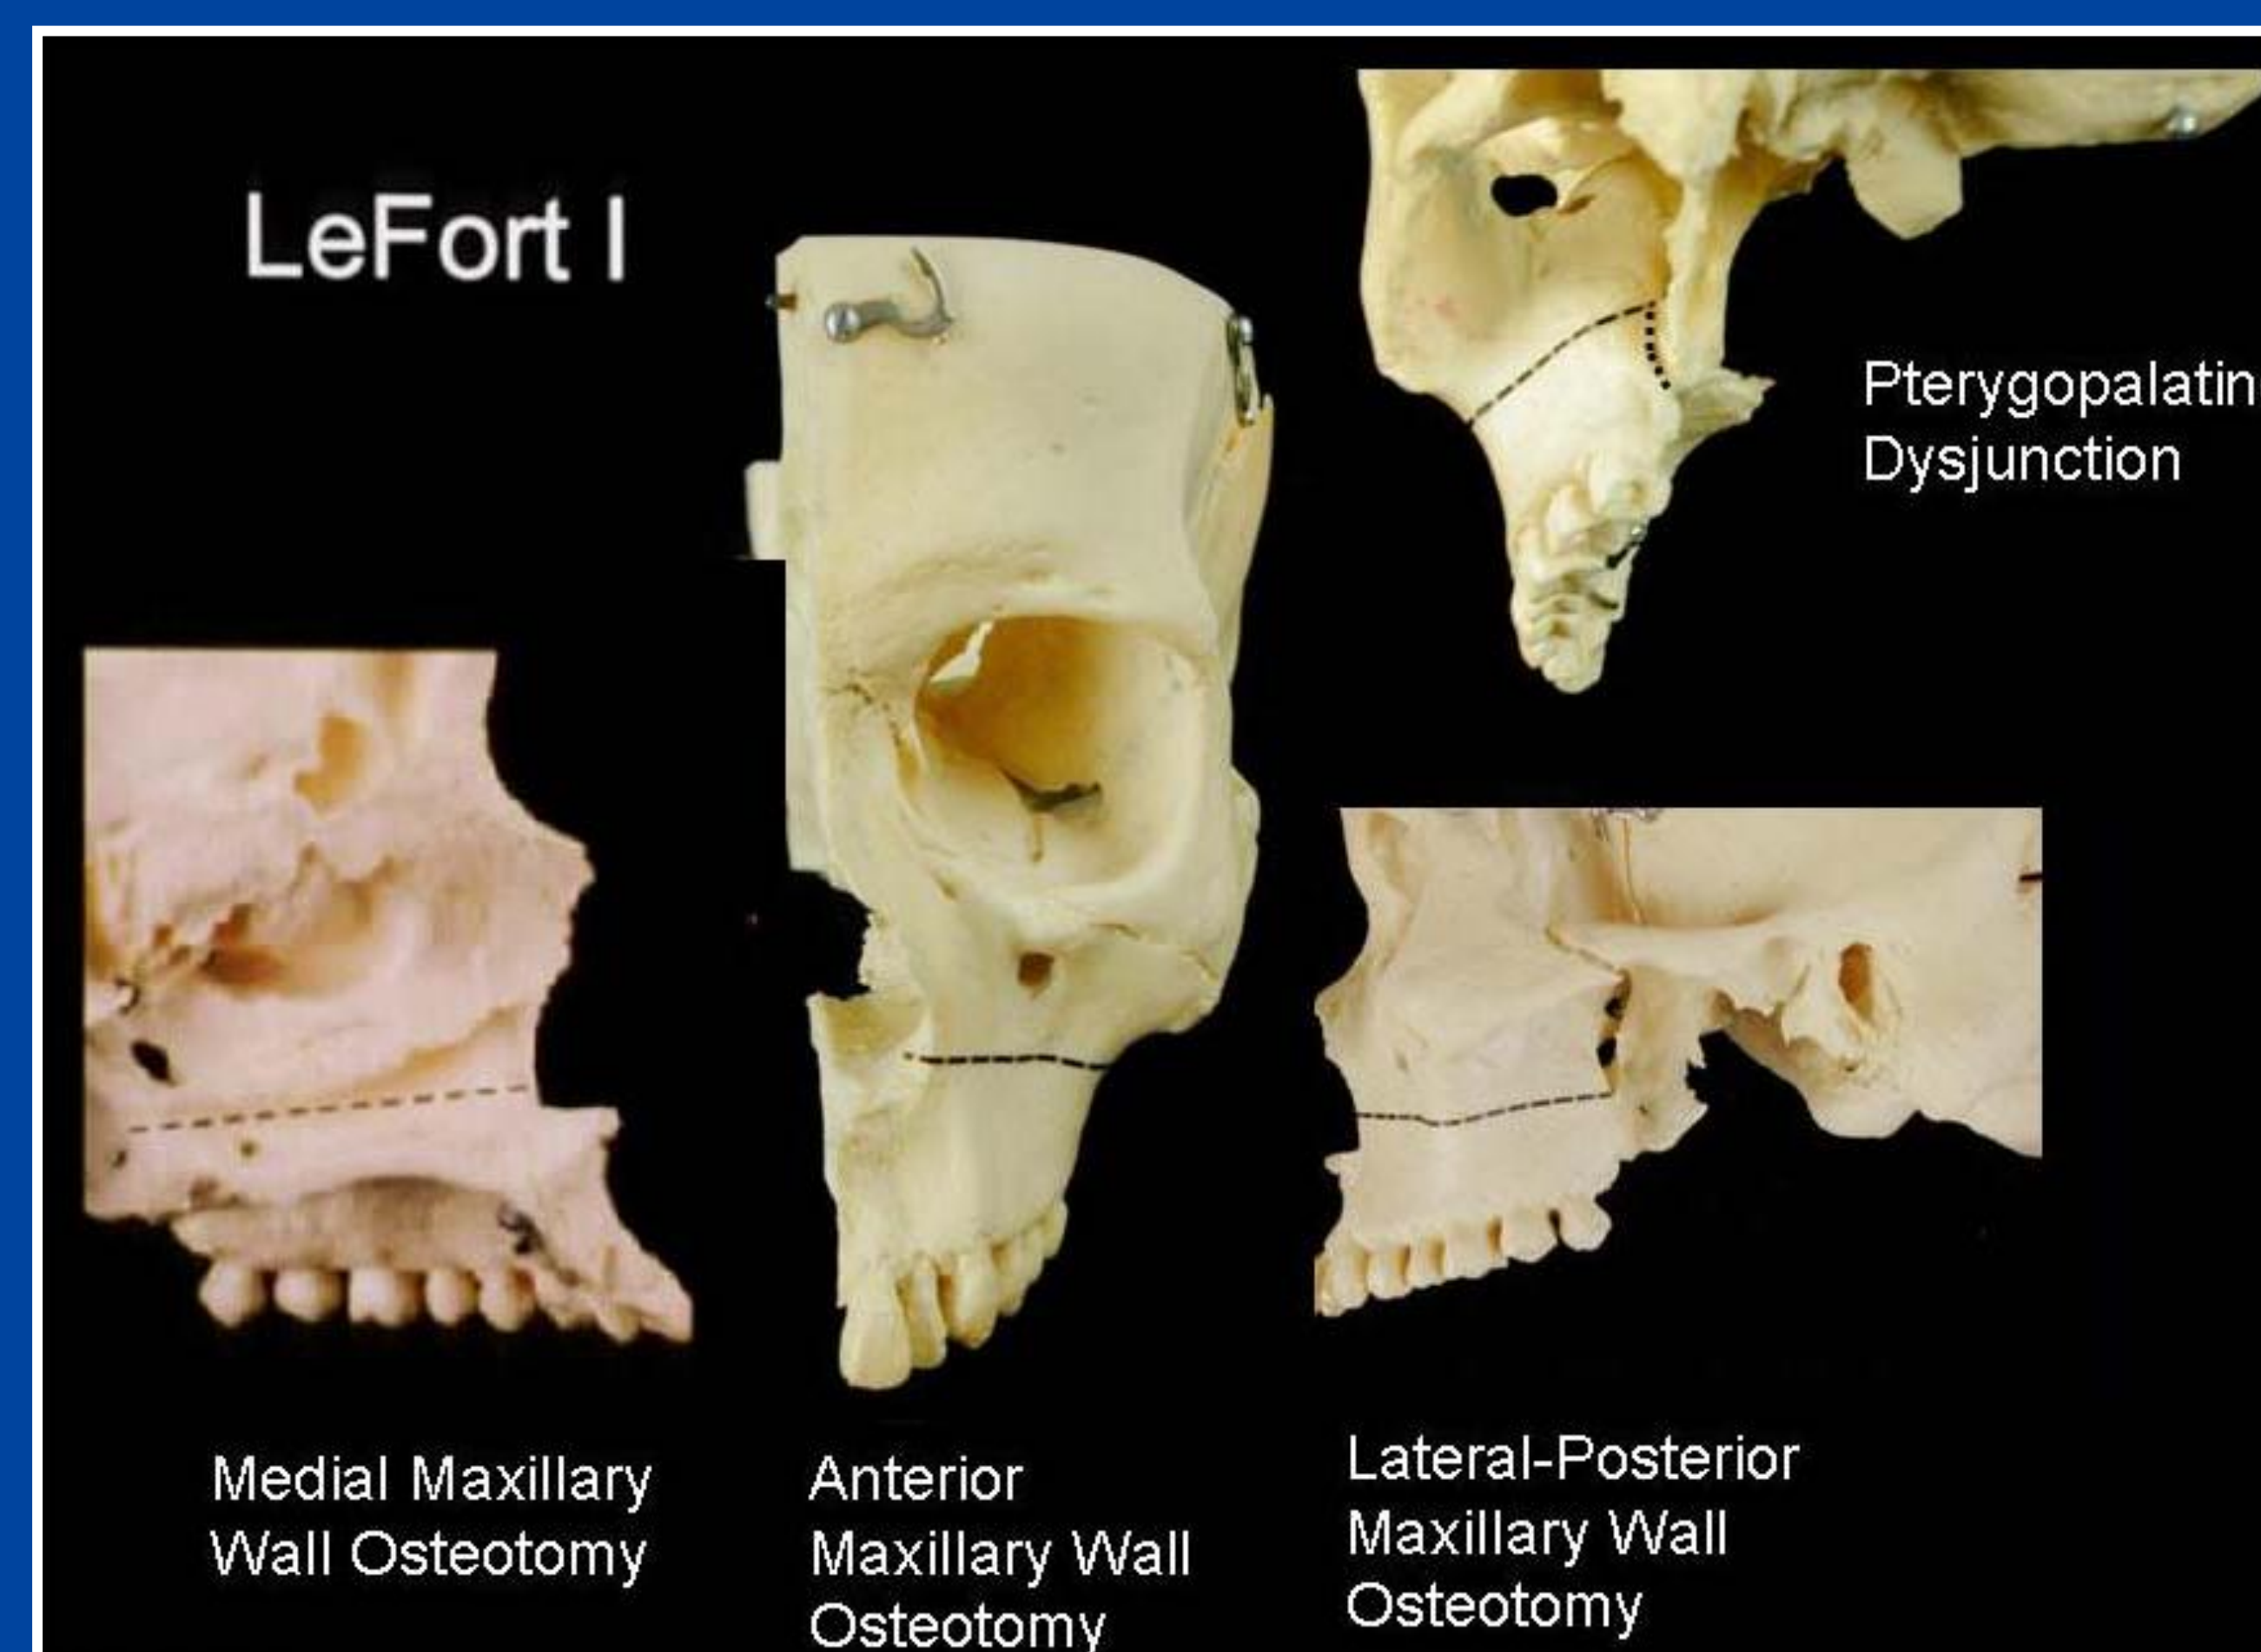 LeFort I
Pterygopalatin
Dysjunction
Medial Maxillary
Wall Osteotomy
Anterior
Maxillary Wall
Osteotomy
Lateral-Posterior
Maxillary Wall
Osteotomy